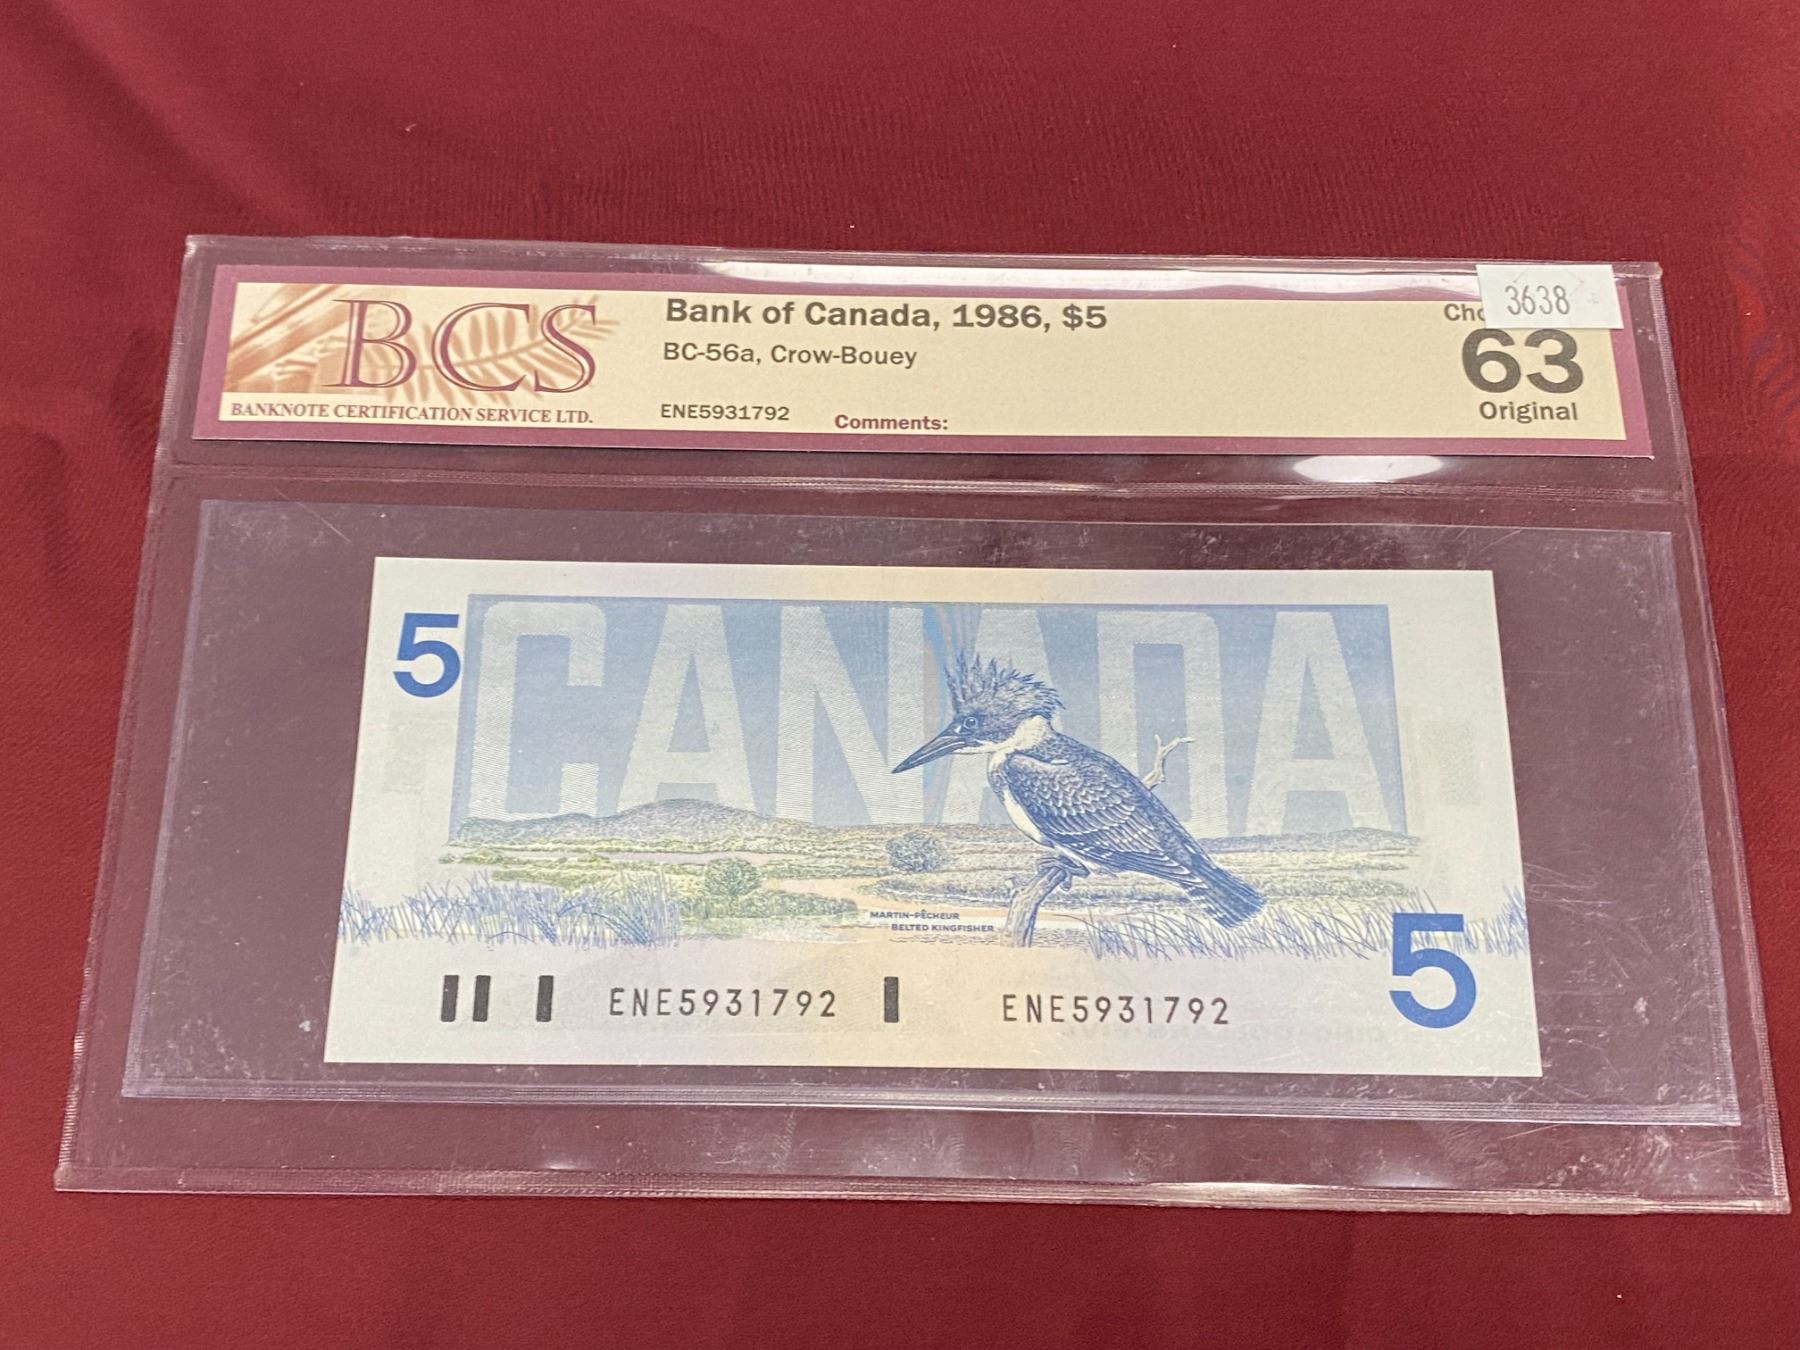 3638
BCS
BANKNOTE CERTIFICATION SERVICE LTD.
Bank of Canada, 1986, $5
BC-56a, Crow-Bouey
ENE5931792
Comments:
63
Original
5
CANADA
MARTIN-PÊCHEUR
BELTED KINGFISHER
5
ENE5931792
ENE5931792